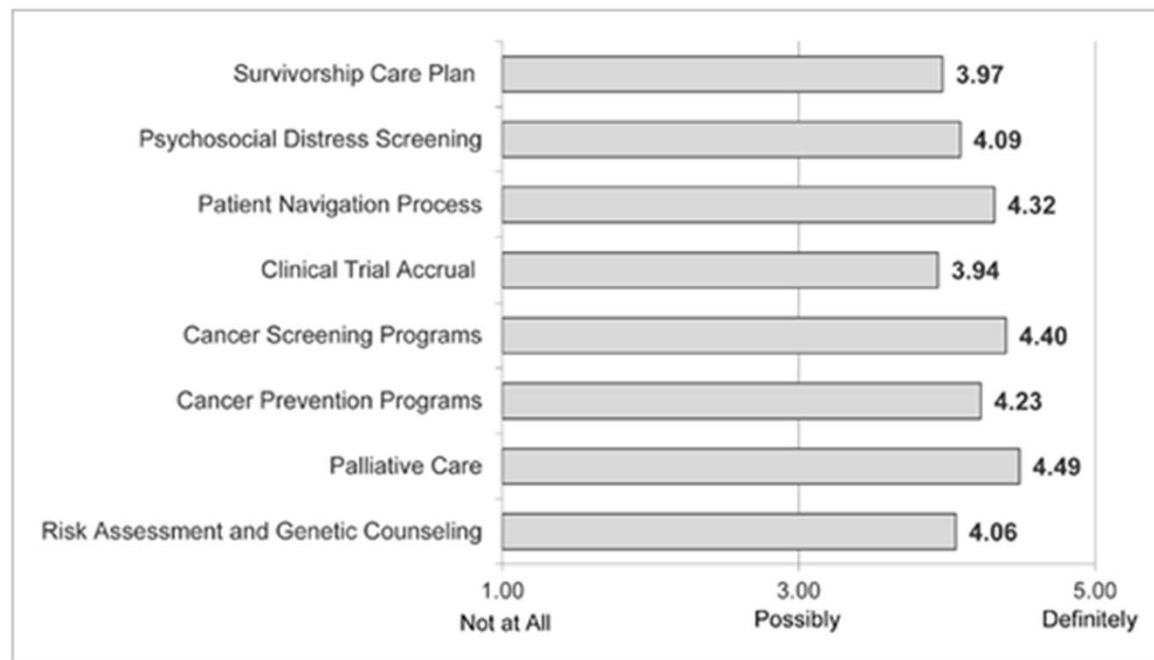 Survivorship Care Plan 3.97
Psychosocial Distress Screening 4.09
Patient Navigation Process 4.32
Clinical Trial Accrual 3.94
Cancer Screening Programs 4.40
Cancer Prevention Programs 4.23
Palliative Care 4.49
Risk Assessment and Genetic Counseling 4.06
1.00 3.00 5.00
Not at All Possibly Definitely